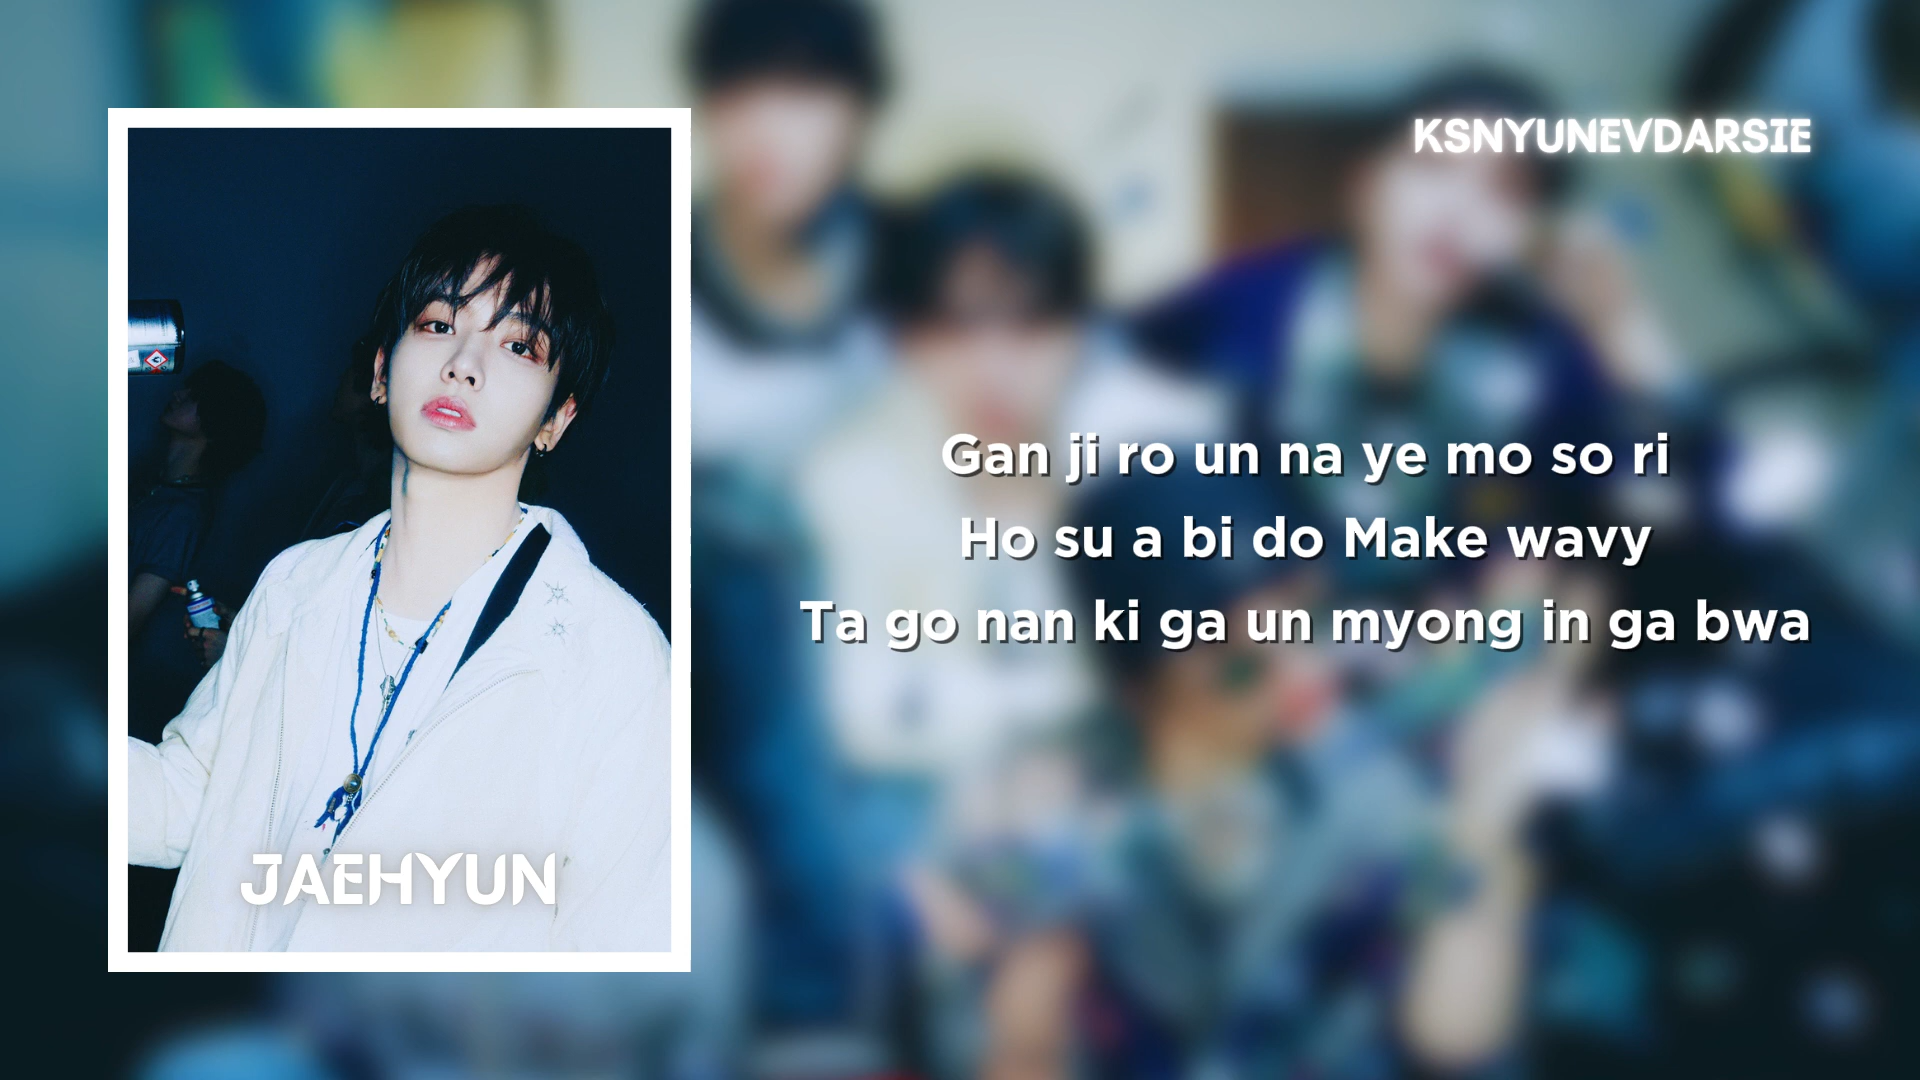 KSNYUNEVDARSIE
Gan ji ro un na ye mo so ri
Ho su a bi do Make wavy
Ta go nan ki ga un myong in ga bwa
JAEHYUN